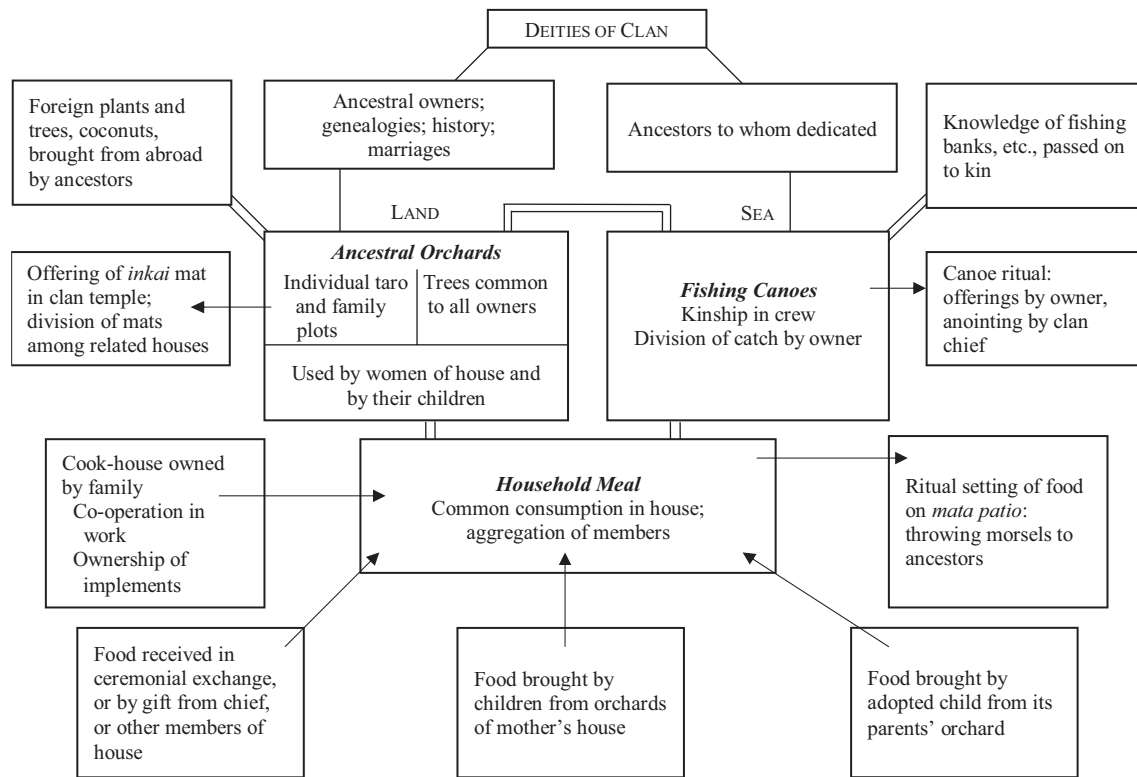 DEITIES OF CLAN
Foreign plants and
trees, coconuts,
brought from abroad
by ancestors
Ancestral owners;
genealogies; history;
marriages
Ancestors to whom dedicated
Knowledge of fishing
banks, etc., passed on
to kin
LAND
SEA
Offering of inkai mat
in clan temple;
division of mats
among related houses
Ancestral Orchards
Individual taro
and family
plots
Trees common
to all owners
Used by women of house and
by their children
Fishing Canoes
Kinship in crew
Division of catch by owner
Canoe ritual:
offerings by owner,
anointing by clan
chief
Cook-house owned
by family
Co-operation in
work
Ownership of
implements
Household Meal
Common consumption in house;
aggregation of members
Ritual setting of food
on mata patio:
throwing morsels to
ancestors
Food received in
ceremonial exchange,
or by gift from chief,
or other members of
house
Food brought by
children from orchards
of mother’s house
Food brought by
adopted child from its
parents’ orchard